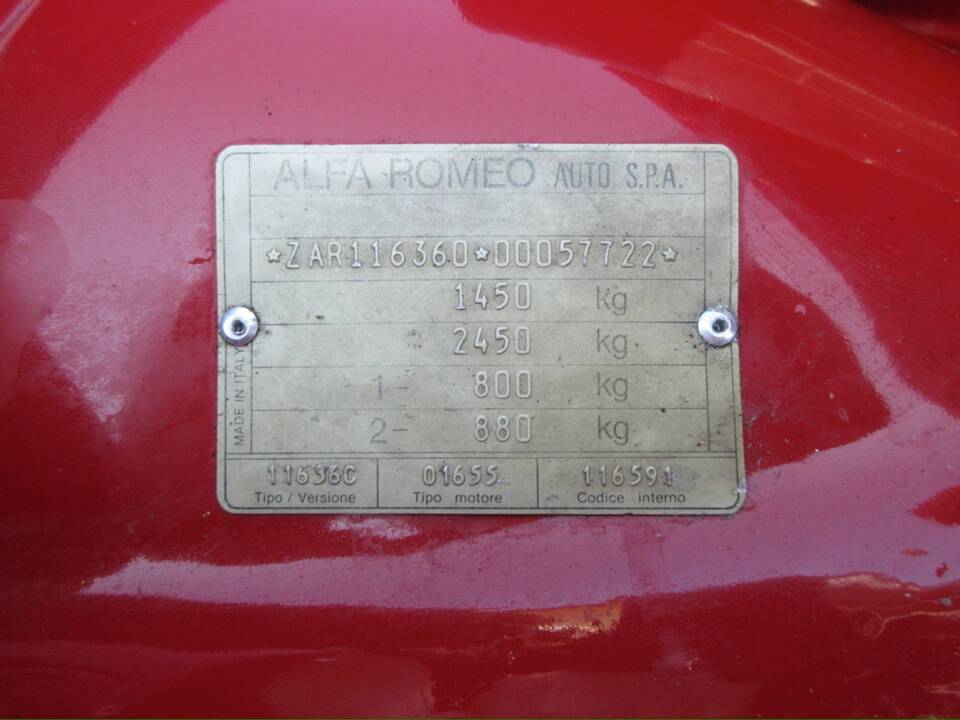 ALFA ROMEO AUTO S.P.A.
*ZAR116360*00057722*
1450 kg
2450 kg
1- 800 kg
2- 880 kg
MADE IN ITALY
11636C 01655 116591
Tipo / Versione Tipo motore Codice interno